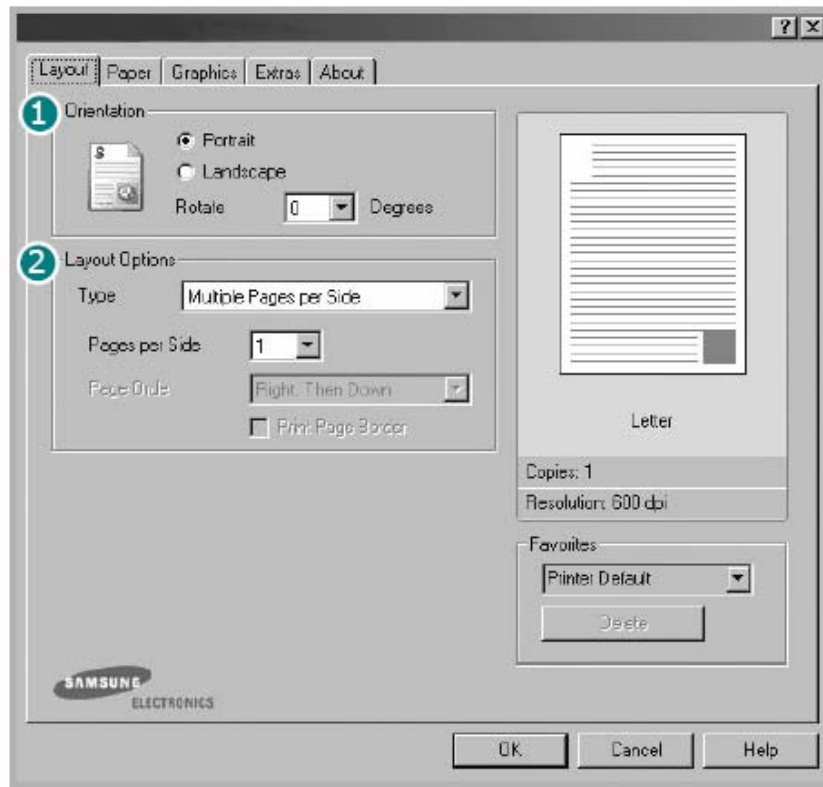 ? X
Layout Paper Graphics Extras About
1 Orientation
S
Portrait
Landscape
Rotate 0 Degrees
2 Layout Options
Type Multiple Pages per Side
Pages per Side 1
Page Order Right, Then Down
Print Page Border
Letter
Copies: 1
Resolution: 600 dpi
Favorites
Printer Default
Delete
SAMSUNG
ELECTRONICS
OK Cancel Help